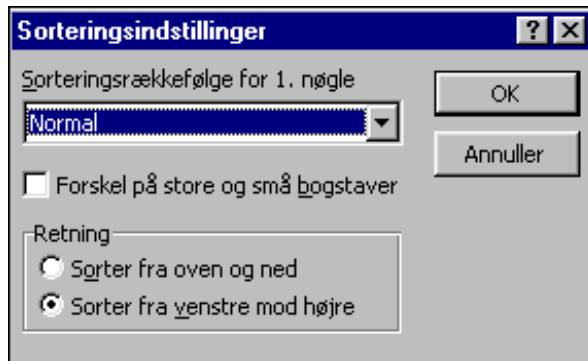 Sorteringsindstillinger
Sorteringsrækkefølge for 1. nøgle
Normal
OK
Annuller
Forskel på store og små bogstaver
Retning
Sorter fra oven og ned
Sorter fra venstre mod højre